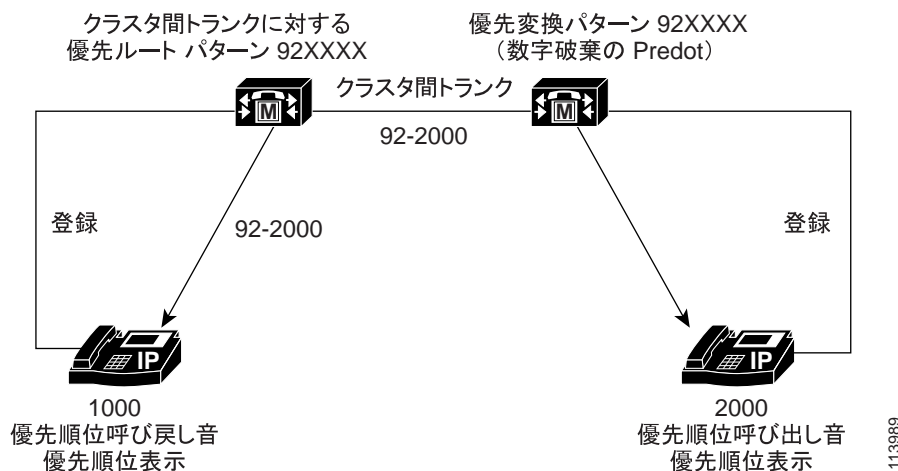 クラスタ間トランクに対する
優先ルート パターン 92XXXX
優先変換パターン 92XXXX
（数字破棄の Predot）
M
クラスタ間トランク
M
92-2000
登録
92-2000
登録
IP
IP
1000
優先順位呼び戻し音
優先順位表示
2000
優先順位呼び出し音
優先順位表示
113989